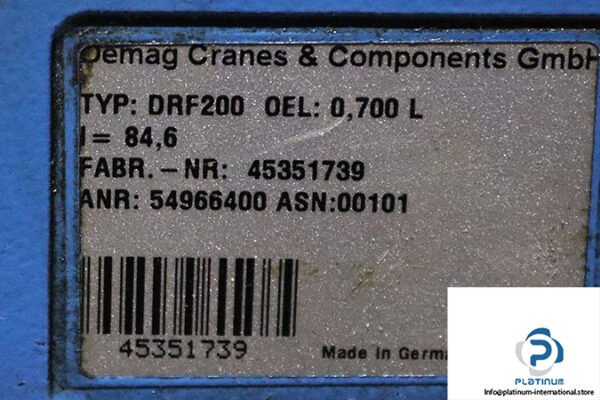 Demag Cranes & Components GmbH
TYP: DRF200 OEL: 0,700 L
I= 84,6
FABR.-NR: 45351739
ANR: 54966400 ASN:00101
45351739
Made in Germa
PLATINUM
Info@platinum-international.store